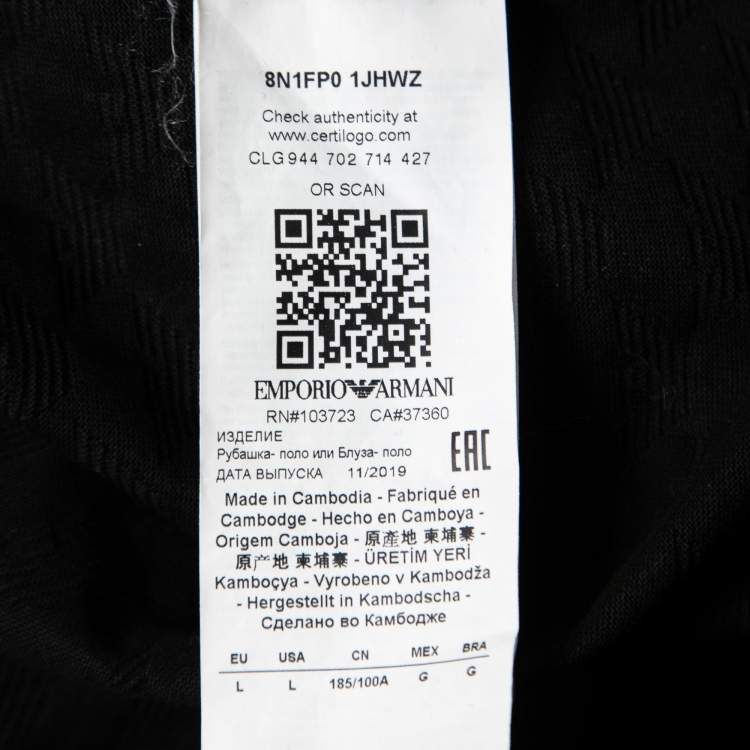 8N1FP0 1JHWZ
Check authenticity at
www.certilogo.com
CLG 944 702 714 427
OR SCAN
EMPORIO ARMANI
RN#103723 CA#37360
ИЗДЕЛИЕ
Рубашка- поло или Блуза- поло
ДАТА ВЫПУСКА 11/2019
EAC
Made in Cambodia - Fabriqué en
Cambodge - Hecho en Camboya -
Origem Camboja - 原產地 柬埔寨 -
原产地 柬埔寨 - ÜRETİM YERİ
Kamboçya - Vyrobeno v Kambodža
- Hergestellt in Kambodscha -
Сделано во Камбодже
EU USA CN MEX BRA
L L 185/100A G G